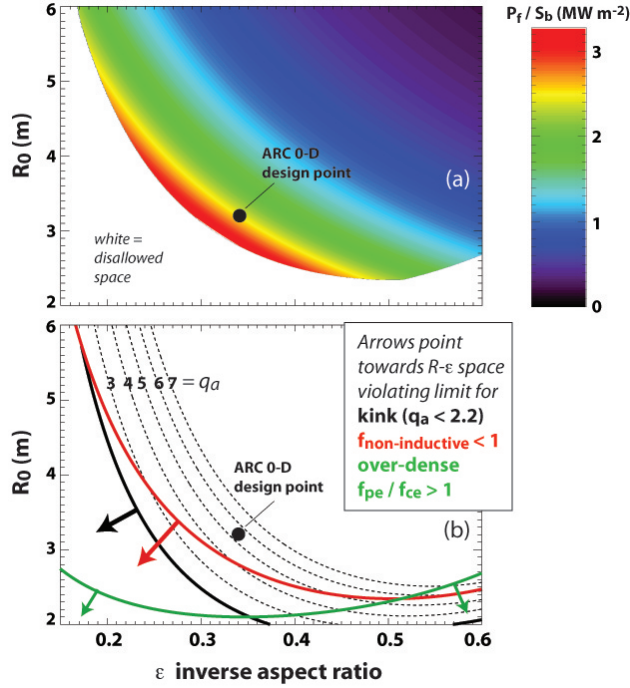 P_f / S_b (MW m⁻²)
(a)
6
5
4
3
2
R₀ (m)
ARC 0-D
design point
(a)
white =
disallowed
space
3
2
1
0
6
5
4
3
2
R₀ (m)
3 4 5 6 7 = qₐ
ARC 0-D
design point
(b)
Arrows point
towards R-ε space
violating limit for
kink (qₐ < 2.2)
f_non-inductive < 1
over-dense
f_pe / f_ce > 1
0.2 0.3 0.4 0.5 0.6
ε inverse aspect ratio